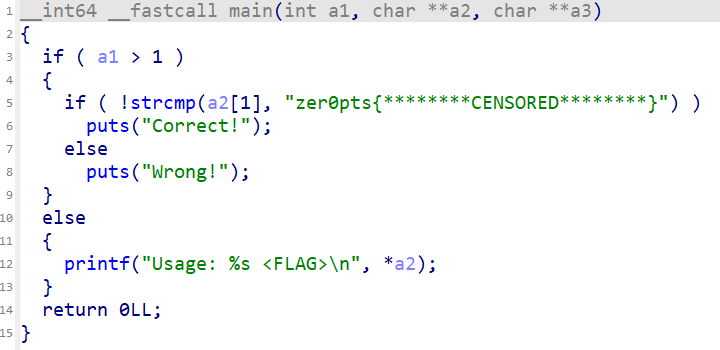 1 __int64 __fastcall main(int a1, char **a2, char **a3)
2 {
3   if ( a1 > 1 )
4   {
5     if ( !strcmp(a2[1], "zer0pts{********CENSORED********}") )
6       puts("Correct!");
7     else
8       puts("Wrong!");
9   }
10   else
11   {
12     printf("Usage: %s <FLAG>\n", *a2);
13   }
14   return 0LL;
15 }